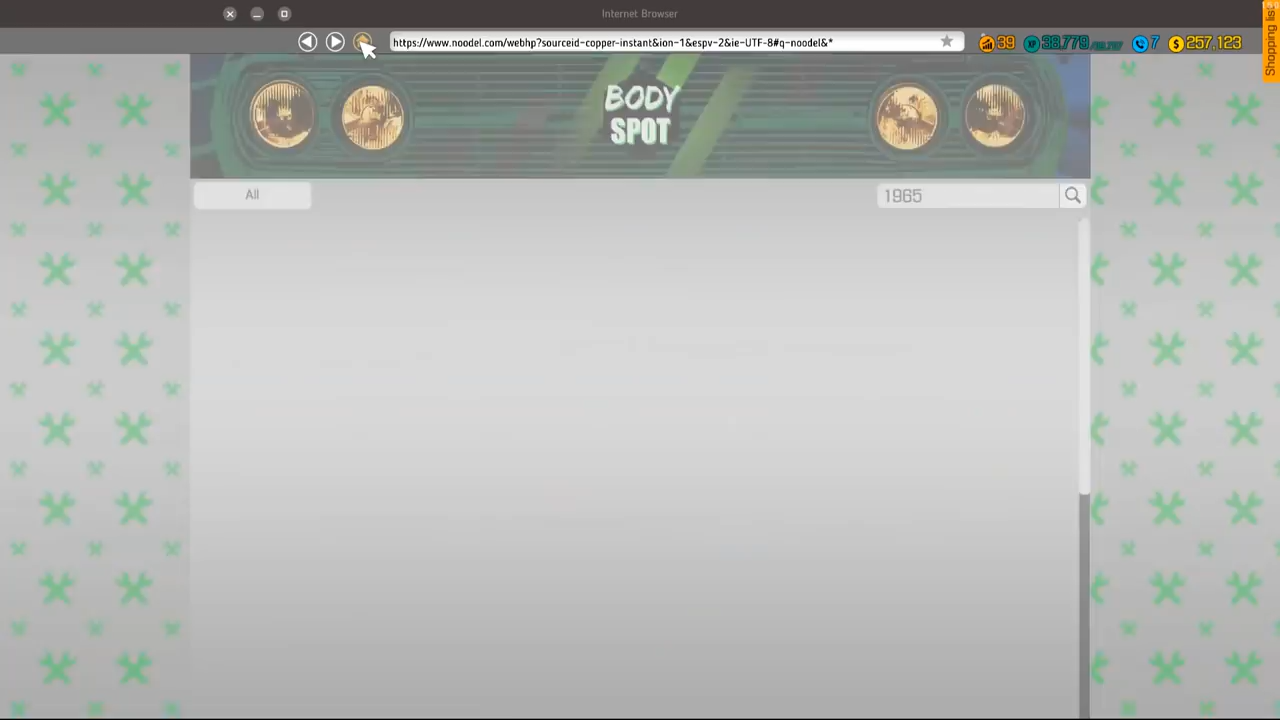 Internet Browser
https://www.noodel.com/webhp?sourceid-copper-instant&ion-1&espv-2&ie-UTF-8#q-noodel&*
39
XP 38,779
7
$ 257,123
Shopping list
BODY
SPOT
All
1965